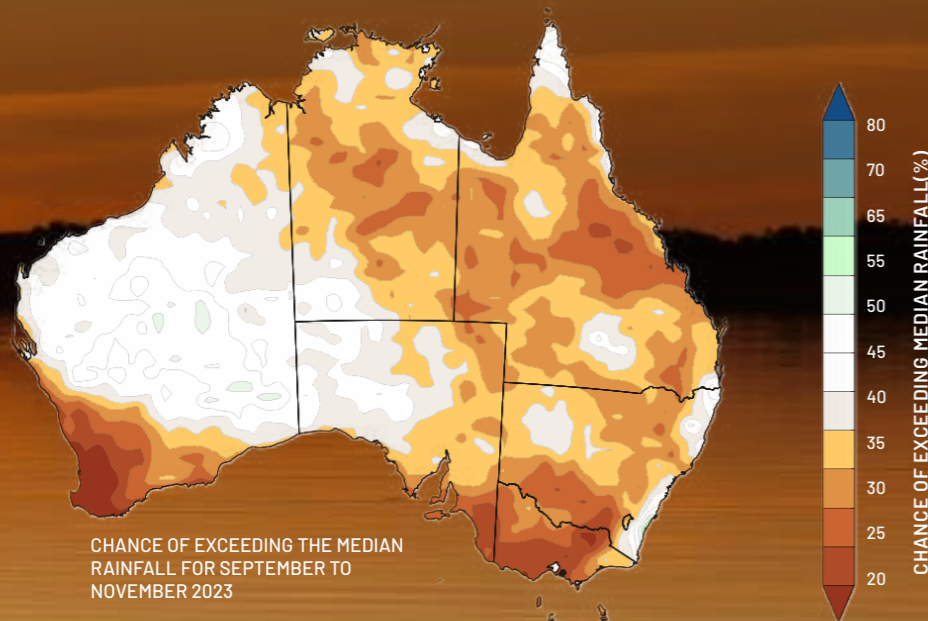 80
70
65
55
50
45
40
35
30
25
20
CHANCE OF EXCEEDING MEDIAN RAINFALL(%)
CHANCE OF EXCEEDING THE MEDIAN
RAINFALL FOR SEPTEMBER TO
NOVEMBER 2023